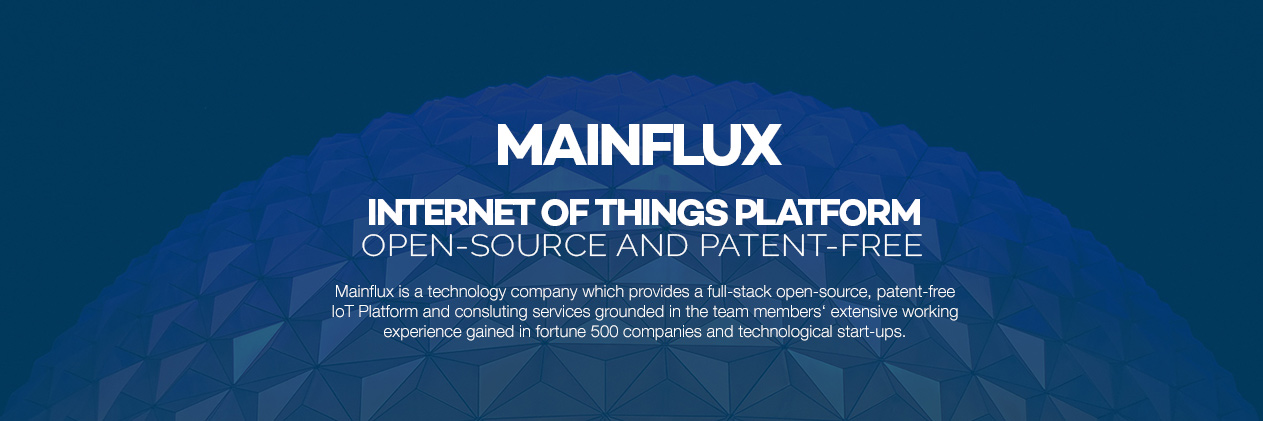 MAINFLUX
INTERNET OF THINGS PLATFORM
OPEN-SOURCE AND PATENT-FREE
Mainflux is a technology company which provides a full-stack open-source, patent-free
IoT Platform and consluting services grounded in the team members‘ extensive working
experience gained in fortune 500 companies and technological start-ups.